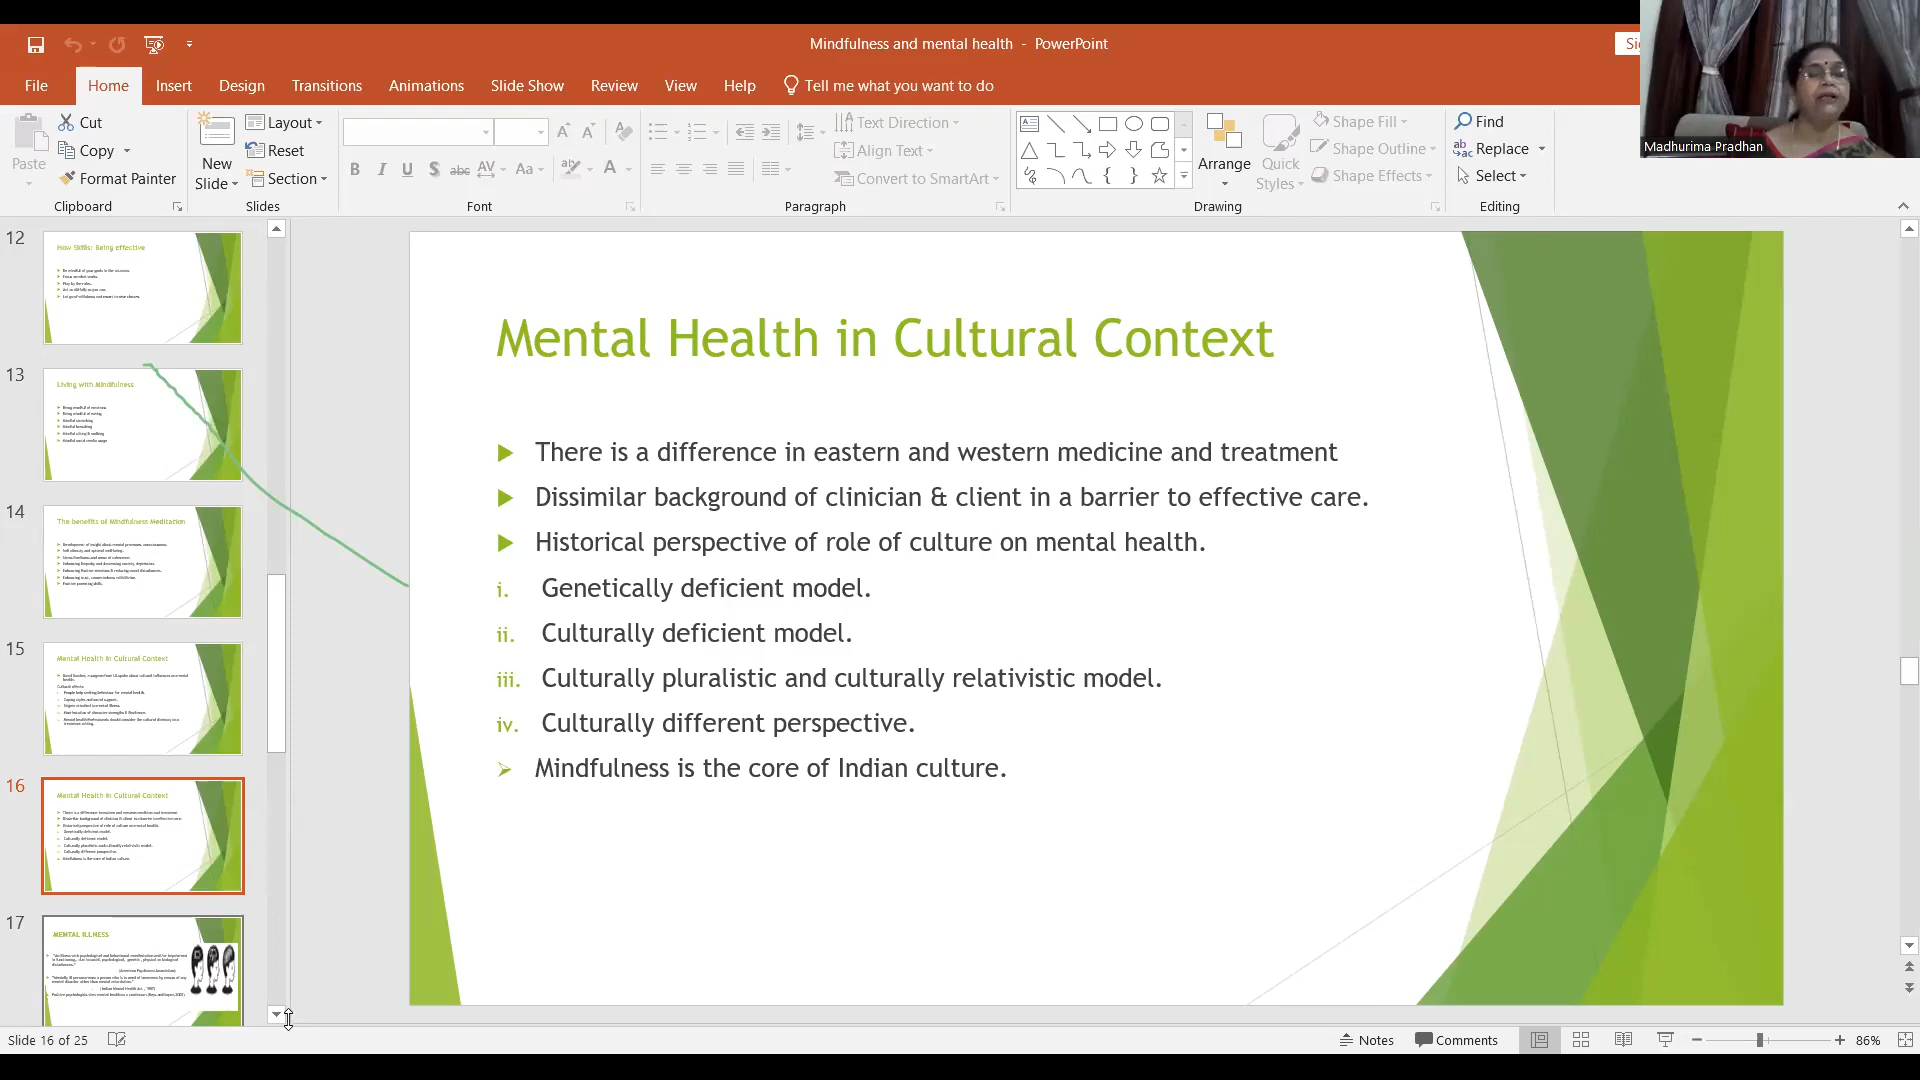 Mindfulness and mental health - PowerPoint
File
Home
Insert
Design
Transitions
Animations
Slide Show
Review
View
Help
Tell me what you want to do
Madhurima Pradhan
Paste
Cut
Copy
Format Painter
Clipboard
New Slide
Layout
Reset
Section
Slides
B I U S abc AV Aa A
Font
Text Direction
Align Text
Convert to SmartArt
Paragraph
Arrange
Quick Styles
Shape Fill
Shape Outline
Shape Effects
Drawing
Find
Replace
Select
Editing
12
How Skills: Being effective
13
Living with Mindfulness
14
The benefits of Mindfulness Meditation
15
Mental Health in Cultural Context
16
Mental Health in Cultural Context
17
MENTAL ILLNESS
Mental Health in Cultural Context
There is a difference in eastern and western medicine and treatment
Dissimilar background of clinician & client in a barrier to effective care.
Historical perspective of role of culture on mental health.
i. Genetically deficient model.
ii. Culturally deficient model.
iii. Culturally pluralistic and culturally relativistic model.
iv. Culturally different perspective.
Mindfulness is the core of Indian culture.
Slide 16 of 25
Notes
Comments
86%